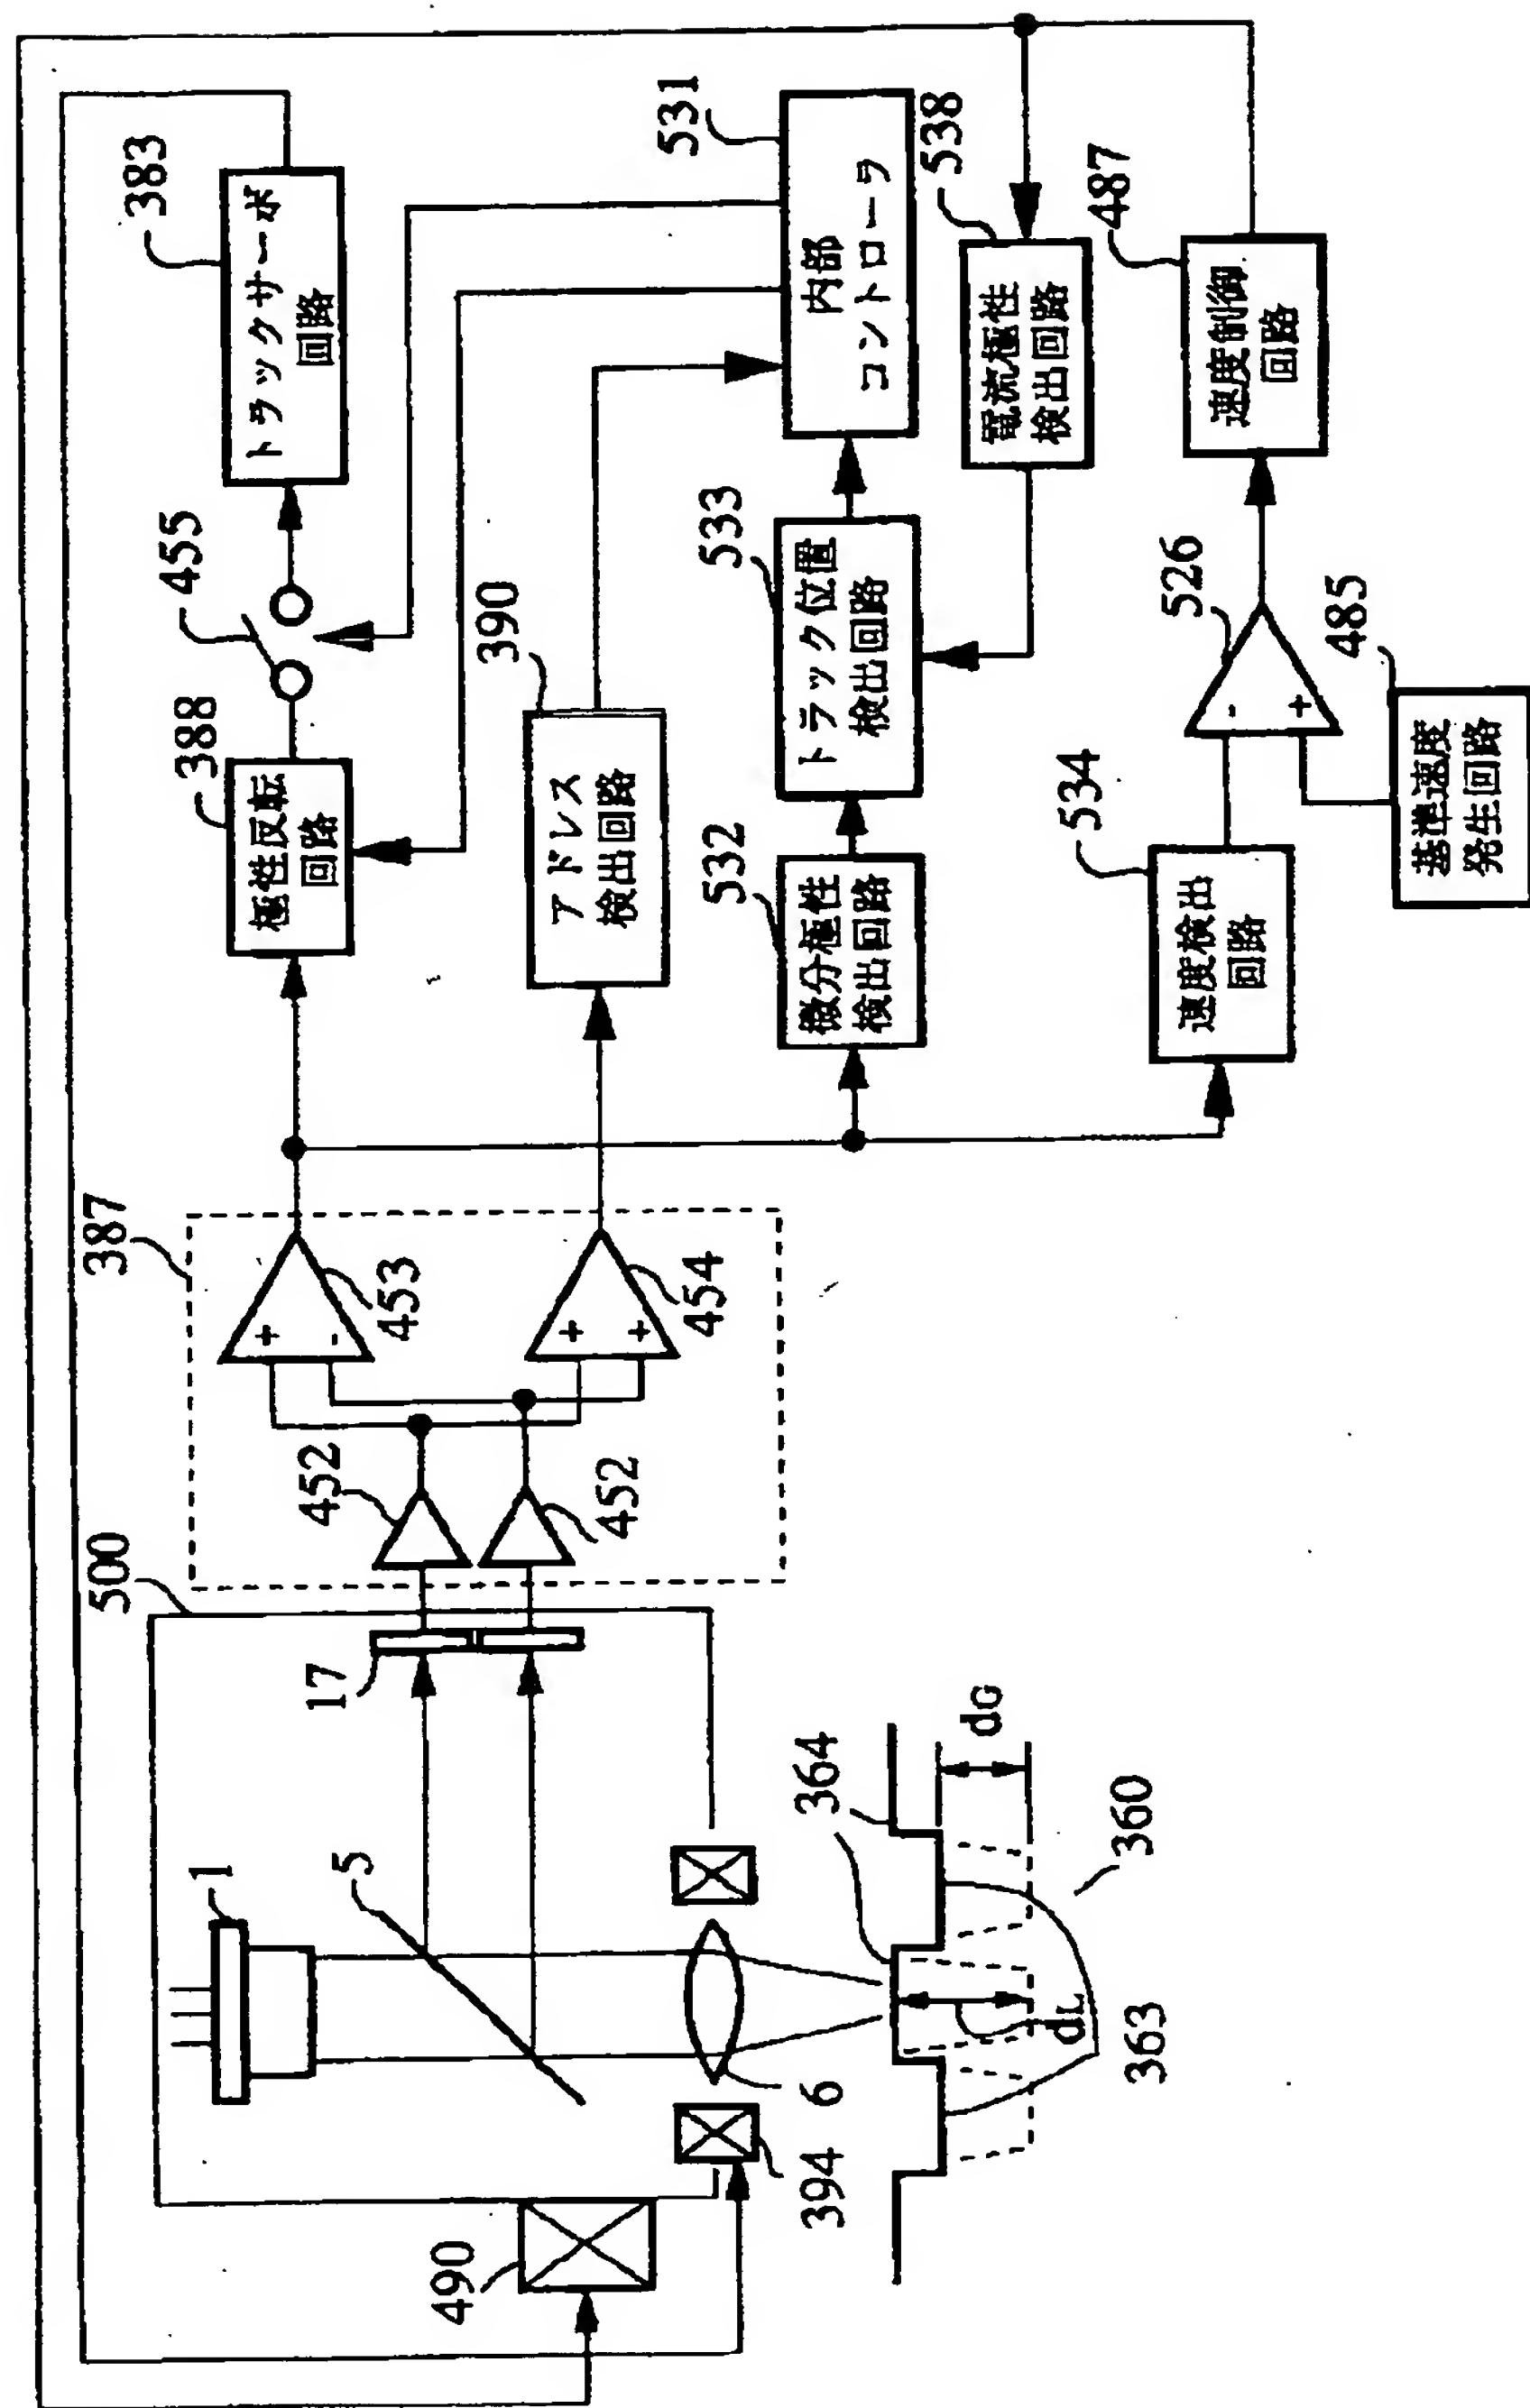 383
トラックサーボ
回路
455
388
極性反転
回路
390
アドレス
検出回路
531
内部
コントローラ
538
電流極性
検出回路
533
トラック位置
検出回路
532
微分極性
検出回路
487
速度制御
回路
526
-
+
485
基準速度
発生回路
534
速度検出
回路
387
+
-
453
+
+
454
452
452
500
17
1
5
6
394
490
364
dG
dL
360
363